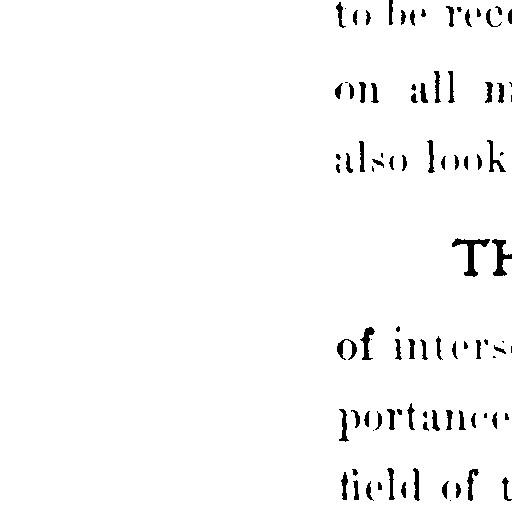 to be rec
on all m
also look
TH
of inters
portance
field of t